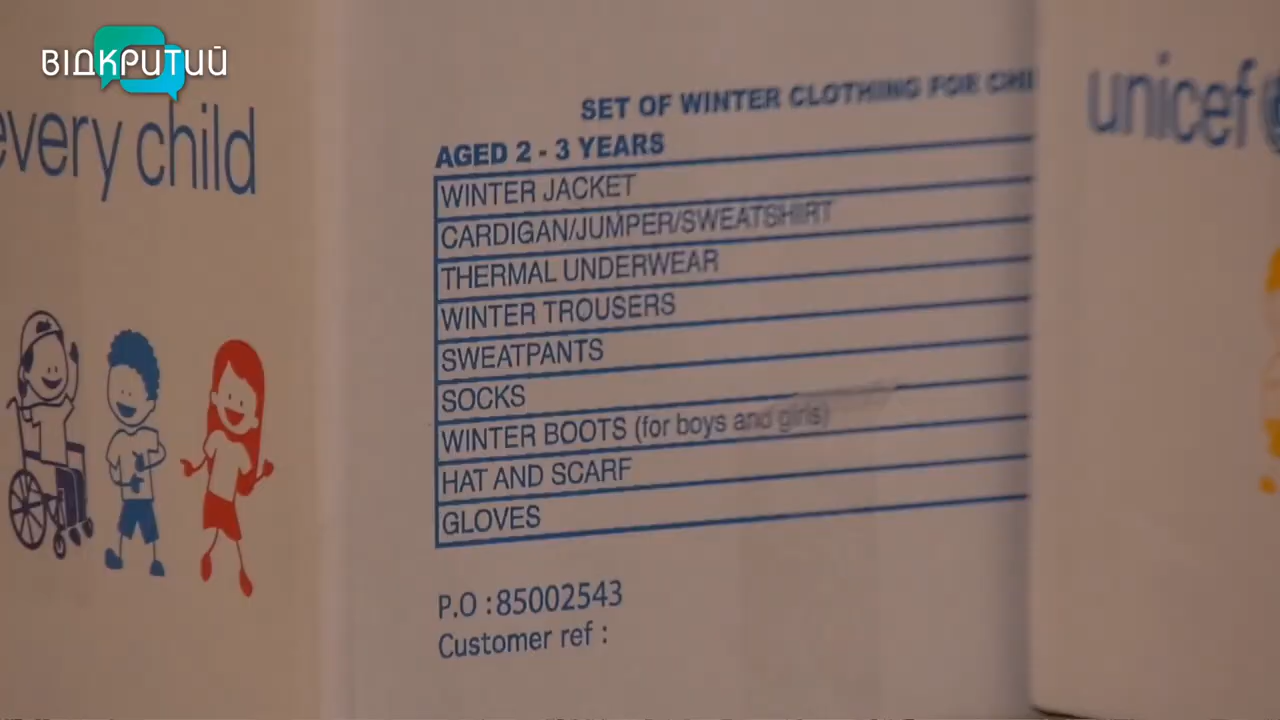 ВІДКРИТИЙ
every child
SET OF WINTER CLOTHING FOR CHI
AGED 2 - 3 YEARS
WINTER JACKET
CARDIGAN/JUMPER/SWEATSHIRT
THERMAL UNDERWEAR
WINTER TROUSERS
SWEATPANTS
SOCKS
WINTER BOOTS (for boys and girls)
HAT AND SCARF
GLOVES
P.O :85002543
Customer ref :
unicef